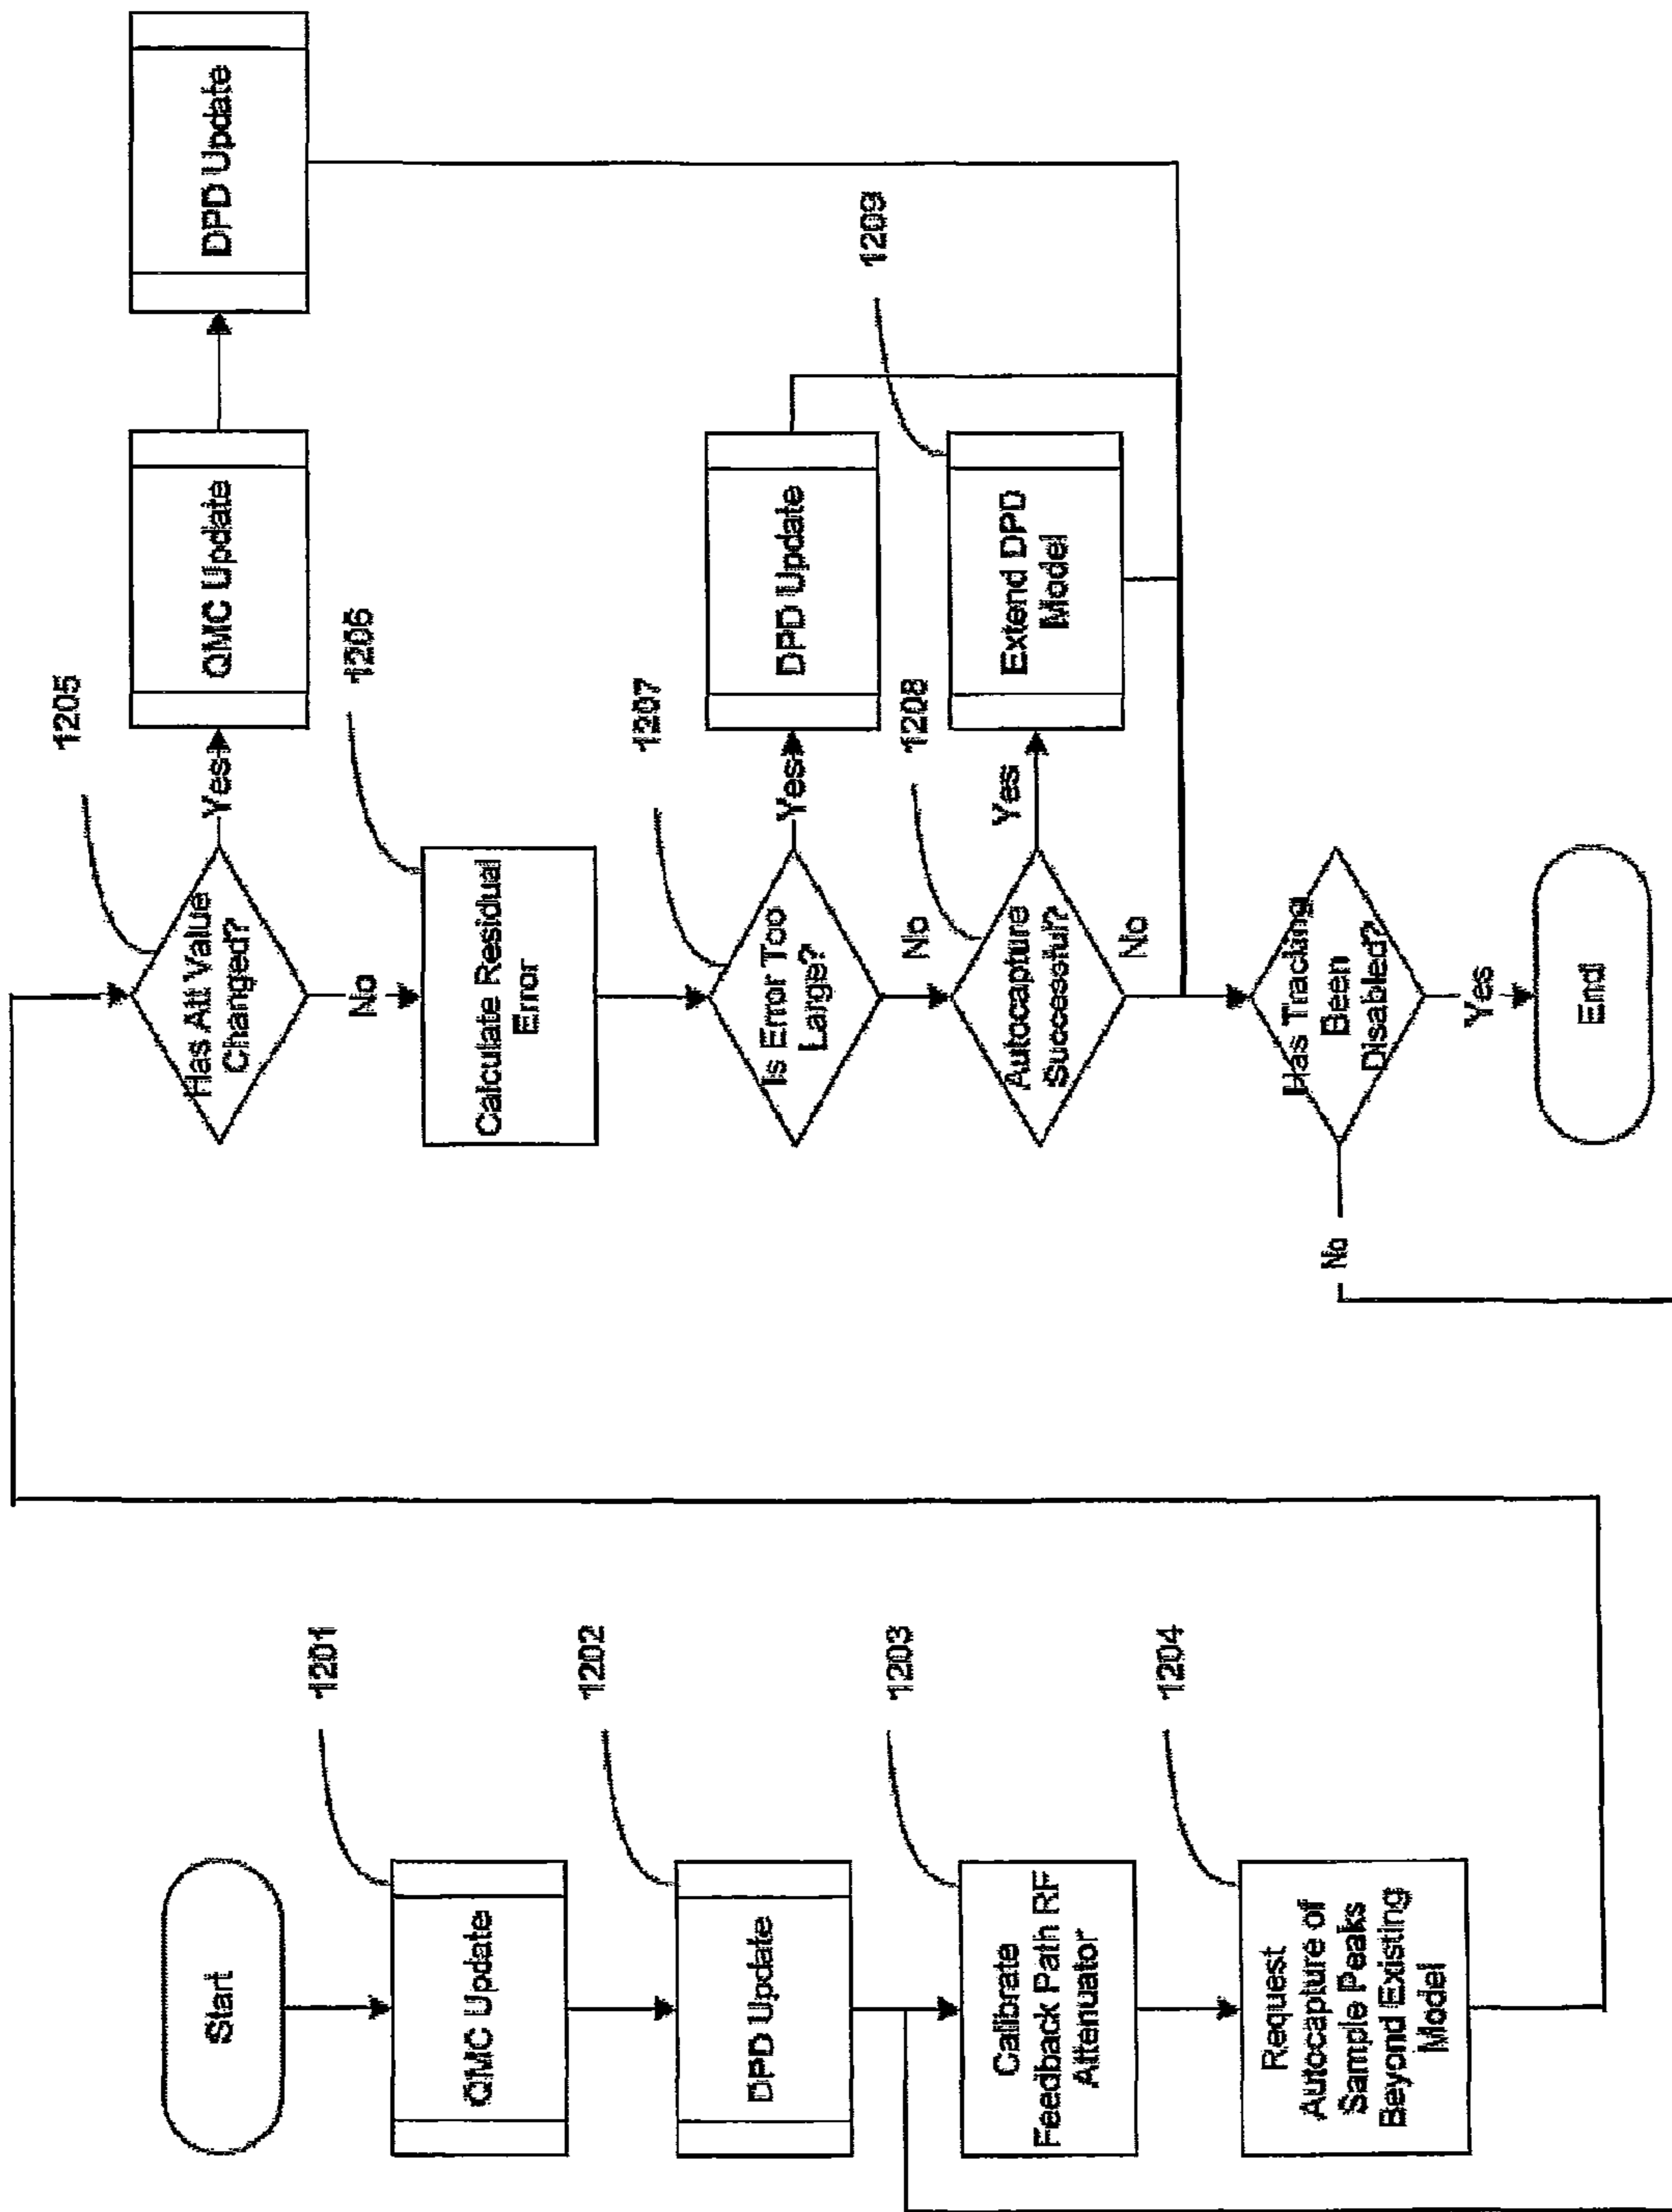 Start
1201
QMC Update
1202
DPD Update
1203
Calibrate
Feedback Path RF
Attenuator
1204
Request
Autocapture of
Sample Peaks
Beyond Existing
Model
1205
Has Att Value
Changed?
Yes
QMC Update
DPD Update
No
1206
Calculate Residual
Error
1207
Is Error Too
Large?
Yes
DPD Update
No
1208
Autocapture
Successful?
Yes
1209
Extend DPD
Model
No
Has Tracking
Been
Disabled?
No
Yes
End